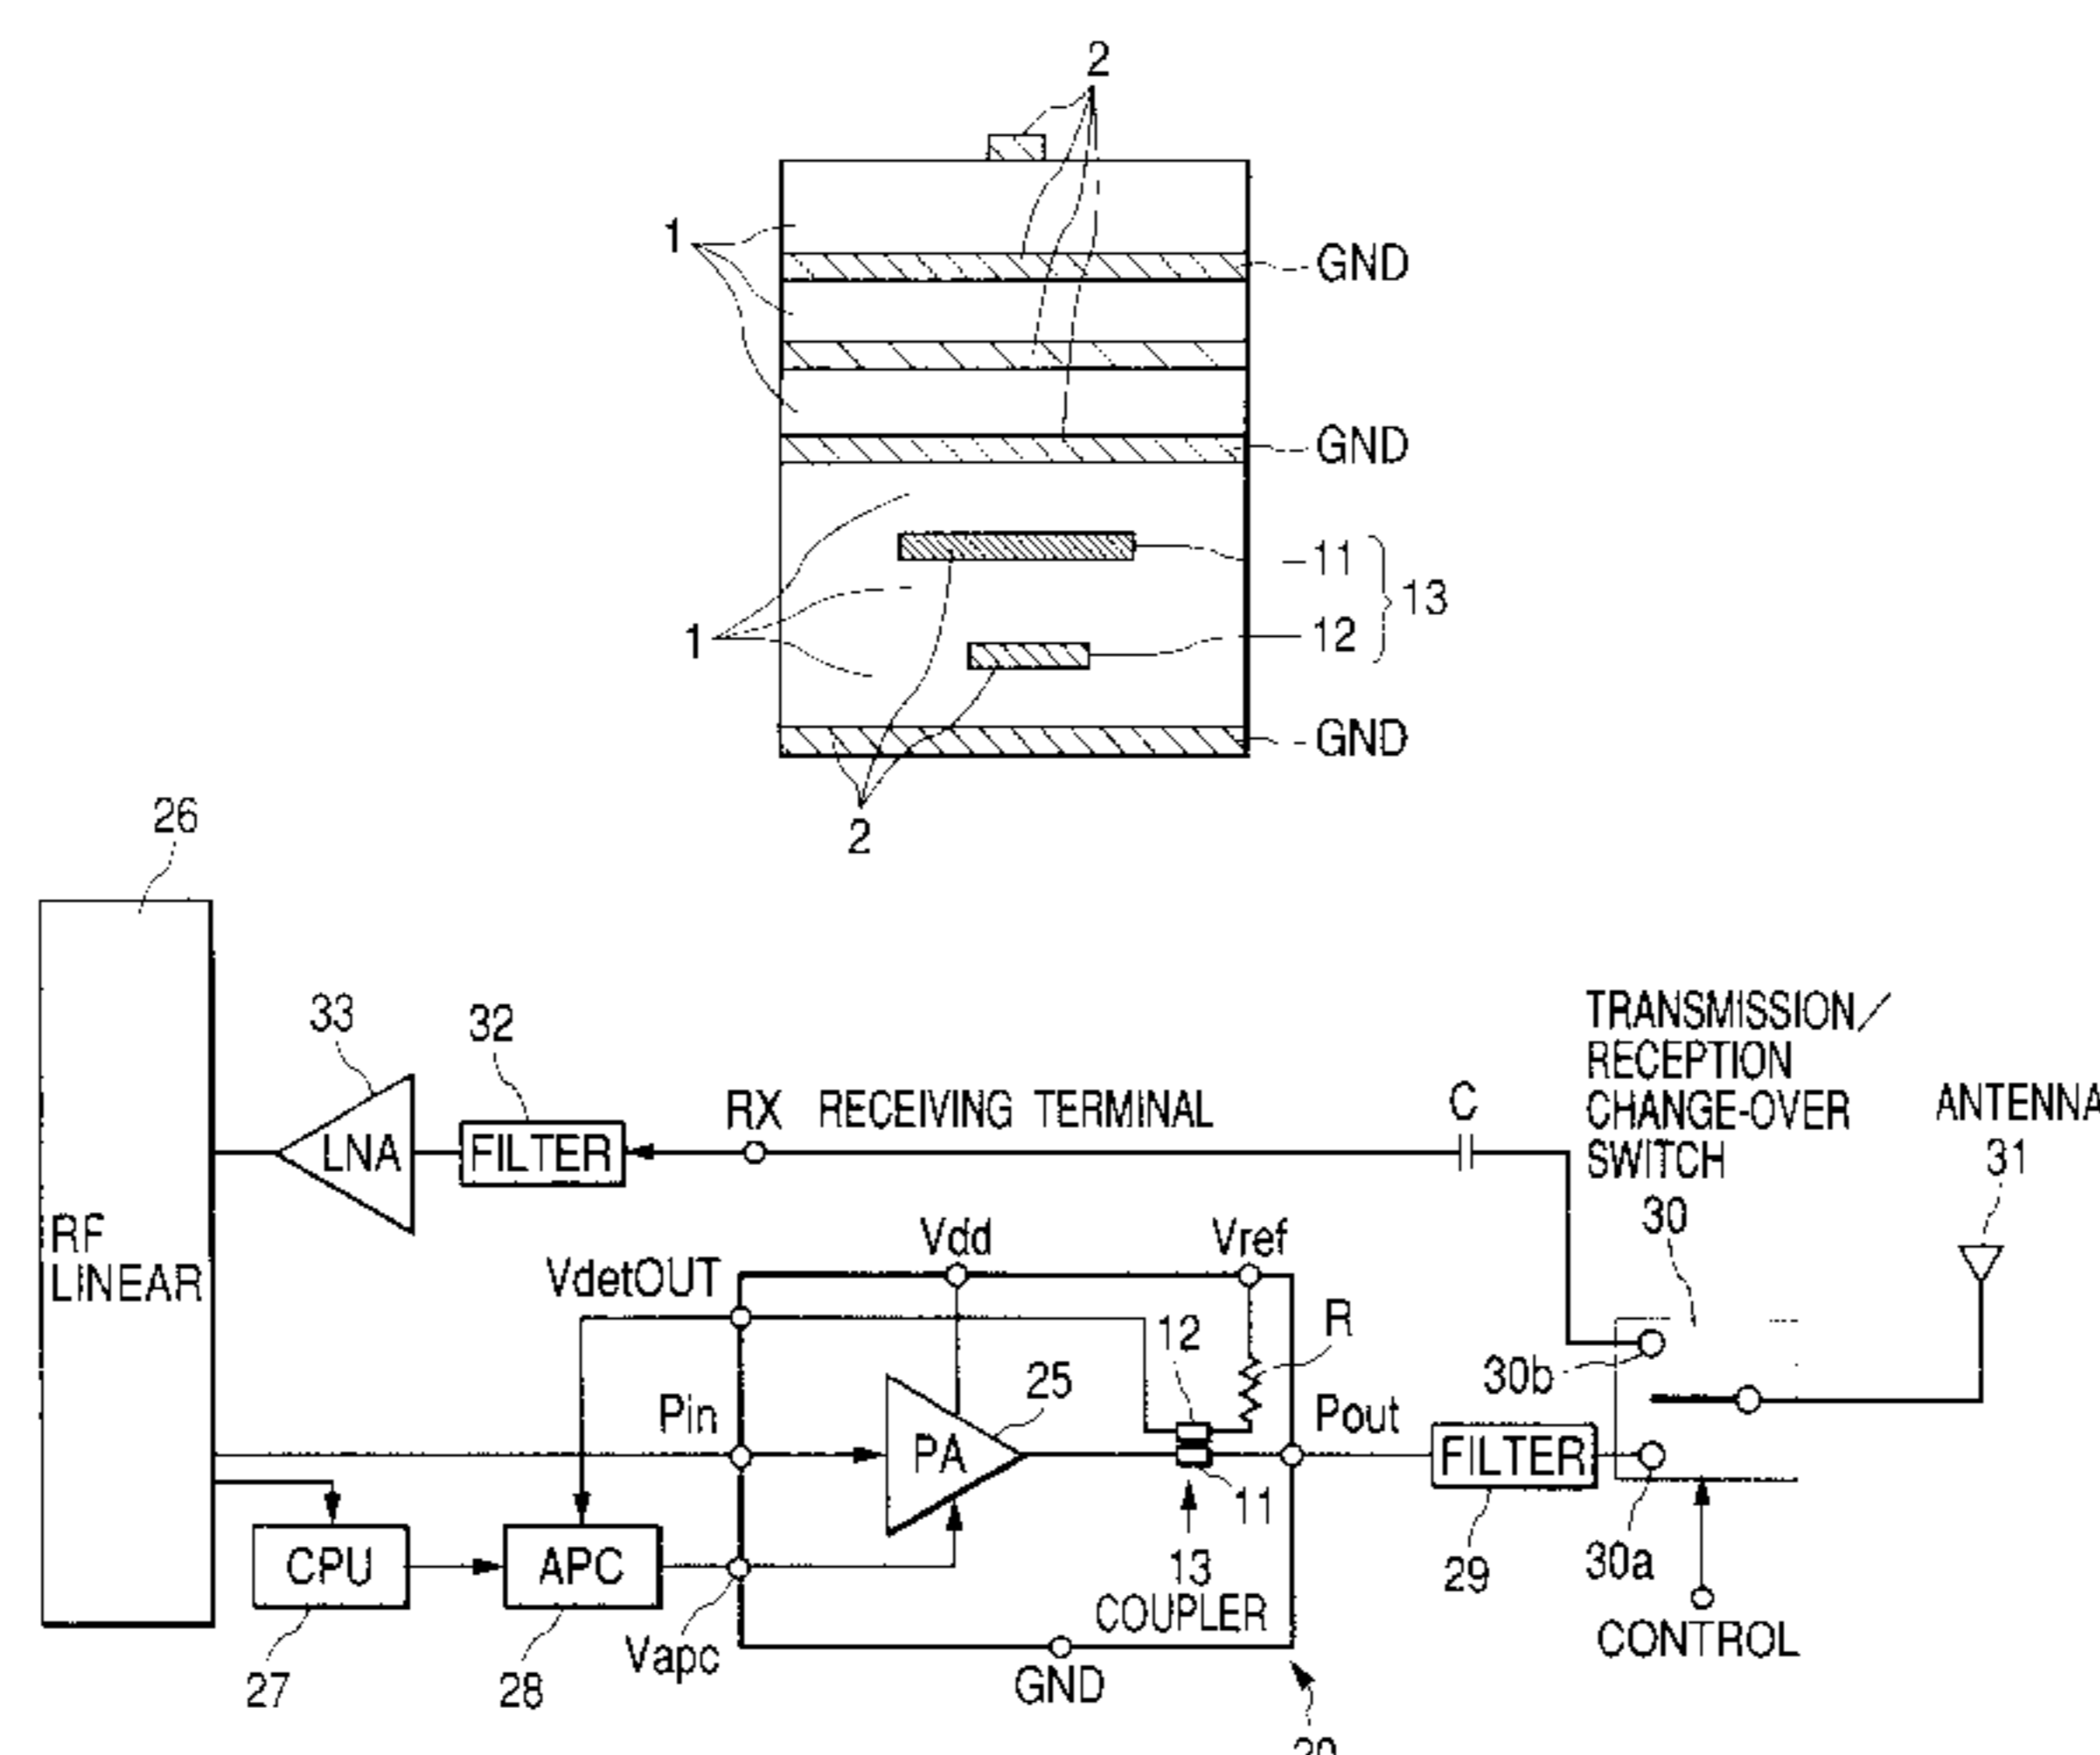 2
1
GND
GND
11
13
1
12
GND
2
26
33
32
TRANSMISSION/
RECEPTION
CHANGE-OVER
SWITCH
30
ANTENNA
31
RX RECEIVING TERMINAL
C
LNA
FILTER
RF
LINEAR
VdetOUT
Vdd
Vref
12
R
25
30b
Pin
Pout
PA
FILTER
11
CPU
APC
13
COUPLER
29
30a
CONTROL
Vapc
27
28
GND